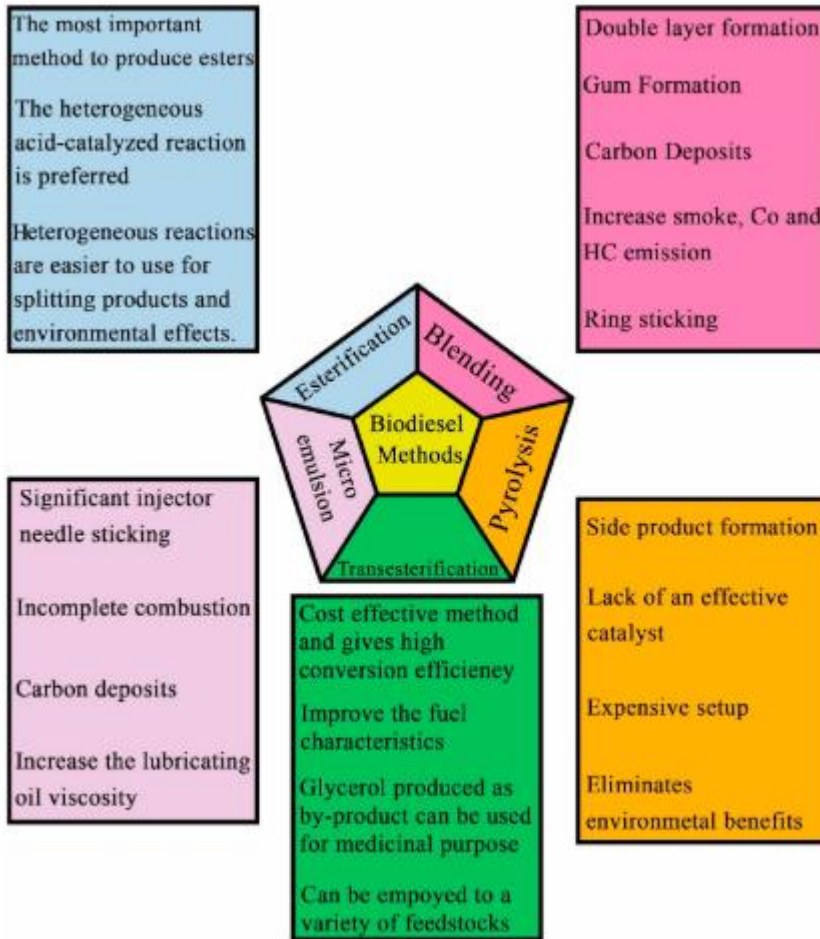 The most important
method to produce esters
The heterogeneous
acid-catalyzed reaction
is preferred
Heterogeneous reactions
are easier to use for
splitting products and
environmental effects.
Double layer formation
Gum Formation
Carbon Deposits
Increase smoke, Co and
HC emission
Ring sticking
Esterification
Blending
Biodiesel
Methods
Micro
emulsion
Pyrolysis
Transesterification
Significant injector
needle sticking
Incomplete combustion
Carbon deposits
Increase the lubricating
oil viscosity
Cost effective method
and gives high
conversion efficieney
Improve the fuel
characteristics
Glycerol produced as
by-product can be used
for medicinal purpose
Can be empoyed to a
variety of feedstocks
Side product formation
Lack of an effective
catalyst
Expensive setup
Eliminates
environmetal benefits